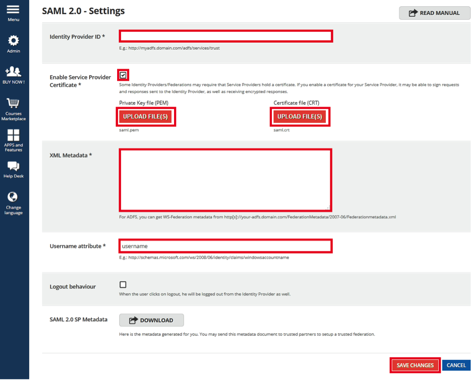 SAML 2.0 - Settings
READ MANUAL
Menu
Admin
BUY NOW!
Courses
Marketplace
APPS and
Features
Help Desk
Change
language
Identity Provider ID *
E.g.: http://myadfs.domain.com/adfs/services/trust
Enable Service Provider
Certificate *
Some Identity Providers/Federations may require that Service Providers hold a certificate. If you enable a certificate for your Service Provider, it may be able to sign requests
and responses sent to the Identity Provider, as well as receiving encrypted responses.
Private Key file (PEM)
Certificate file (CRT)
UPLOAD FILE(S)
UPLOAD FILE(S)
saml.pem
saml.crt
XML Metadata *
For ADFS, you can get WS Federation metadata from http[s]://your-adfs.domain.com/FederationMetadata/2007-06/Federationmetadata.xml
Username attribute *
username
E.g.: http://schemas.microsoft.com/ws/2008/06/identity/claims/windowsaccountname
Logout behaviour
When the user clicks on logout, he will be logged out from the Identity Provider as well.
SAML 2.0 SP Metadata
DOWNLOAD
Here is the metadata generated for you. You may send this metadata document to trusted partners to setup a trusted federation.
SAVE CHANGES
CANCEL